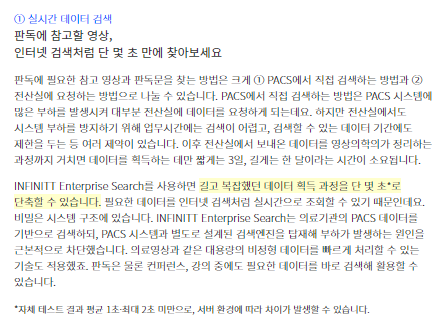 ① 실시간 데이터 검색
판독에 참고할 영상,
인터넷 검색처럼 단 몇 초 만에 찾아보세요
판독에 필요한 참고 영상과 판독문을 찾는 방법은 크게 ① PACS에서 직접 검색하는 방법과 ②
전산실에 요청하는 방법으로 나눌 수 있습니다. PACS에서 직접 검색하는 방법은 PACS 시스템에
많은 부하를 발생시켜 대부분 전산실에 데이터를 요청하게 되는데요. 하지만 전산실에서도
시스템 부하를 방지하기 위해 업무시간에는 검색이 어렵고, 검색할 수 있는 데이터 기간에도
제한을 두는 등 여러 제약이 있습니다. 이후 전산실에서 보내온 데이터를 영상의학의가 정리하는
과정까지 거치면 데이터를 획득하는 데만 짧게는 3일, 길게는 한 달이라는 시간이 소요됩니다.
INFINITT Enterprise Search를 사용하면 길고 복잡했던 데이터 획득 과정을 단 몇 초*로
단축할 수 있습니다. 필요한 데이터를 인터넷 검색처럼 실시간으로 조회할 수 있기 때문인데요.
비밀은 시스템 구조에 있습니다. INFINITT Enterprise Search는 의료기관의 PACS 데이터를
기반으로 검색하되, PACS 시스템과 별도로 설계된 검색엔진을 탑재해 부하가 발생하는 원인을
근본적으로 차단했습니다. 의료영상과 같은 대용량의 비정형 데이터를 빠르게 처리할 수 있는
기술도 적용했죠. 판독은 물론 컨퍼런스, 강의 중에도 필요한 데이터를 바로 검색해 활용할 수
있습니다.
*자체 테스트 결과 평균 1초·최대 2초 미만으로, 서버 환경에 따라 차이가 발생할 수 있습니다.